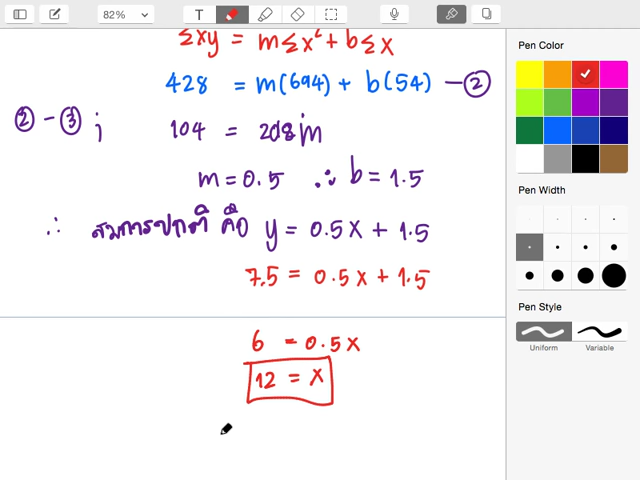 82%
T
Σxy = mΣx² + bΣx
428 = m(694) + b(54) —②
② - ③ ; 104 = 208m
m = 0.5 ∴ b = 1.5
∴ สมการปกติ คือ y = 0.5x + 1.5
7.5 = 0.5x + 1.5
6 = 0.5x
12 = x
Pen Color
Pen Width
Pen Style
Uniform Variable